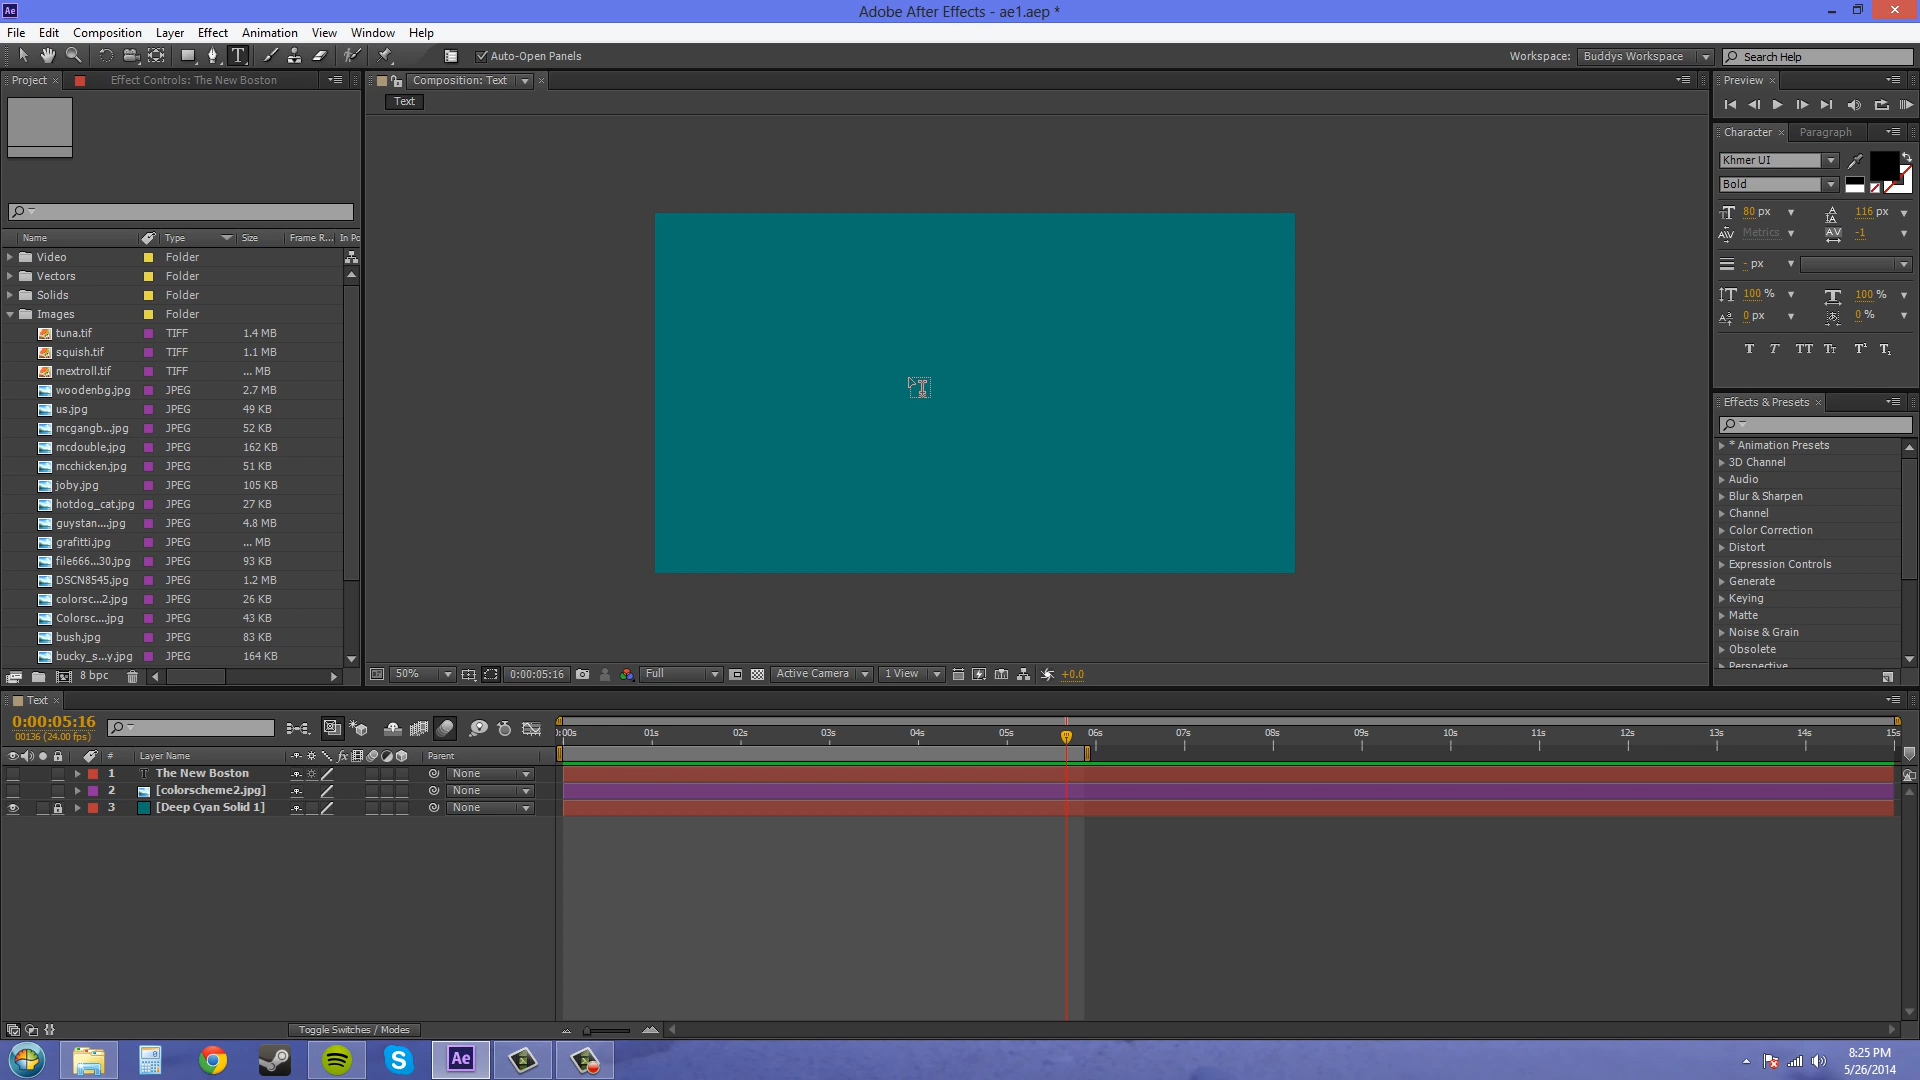 Ae
Adobe After Effects - ae1.aep *
File Edit Composition Layer Effect Animation View Window Help
T Auto-Open Panels Workspace: Buddys Workspace Search Help
Project × Effect Controls: The New Boston
Composition: Text
Text
Preview ×
Character × Paragraph
Khmer UI
Bold
80 px 116 px
Metrics -1
- px
100 % 100 %
0 px 0 %
T T TT Tt T¹ T₁
Effects & Presets ×
* Animation Presets
3D Channel
Audio
Blur & Sharpen
Channel
Color Correction
Distort
Expression Controls
Generate
Keying
Matte
Noise & Grain
Obsolete
Perspective
Name Type Size Frame R... In Po
Video Folder
Vectors Folder
Solids Folder
Images Folder
tuna.tif TIFF 1.4 MB
squish.tif TIFF 1.1 MB
mextroll.tif TIFF ... MB
woodenbg.jpg JPEG 2.7 MB
us.jpg JPEG 49 KB
mcgangb...jpg JPEG 52 KB
mcdouble.jpg JPEG 162 KB
mcchicken.jpg JPEG 51 KB
joby.jpg JPEG 105 KB
hotdog_cat.jpg JPEG 27 KB
guystan....jpg JPEG 4.8 MB
grafitti.jpg JPEG ... MB
file666...30.jpg JPEG 93 KB
DSCN8545.jpg JPEG 1.2 MB
colorsc...2.jpg JPEG 26 KB
Colorsc....jpg JPEG 43 KB
bush.jpg JPEG 83 KB
bucky_s...y.jpg JPEG 164 KB
8 bpc
50% 0:00:05:16 Full Active Camera 1 View +0.0
Text ×
0:00:05:16
00136 (24.00 fps)
):00s 01s 02s 03s 04s 05s 06s 07s 08s 09s 10s 11s 12s 13s 14s 15s
# Layer Name fx Parent
1 T The New Boston None
2 [colorscheme2.jpg] None
3 [Deep Cyan Solid 1] None
Toggle Switches / Modes
Ae
8:25 PM
5/26/2014